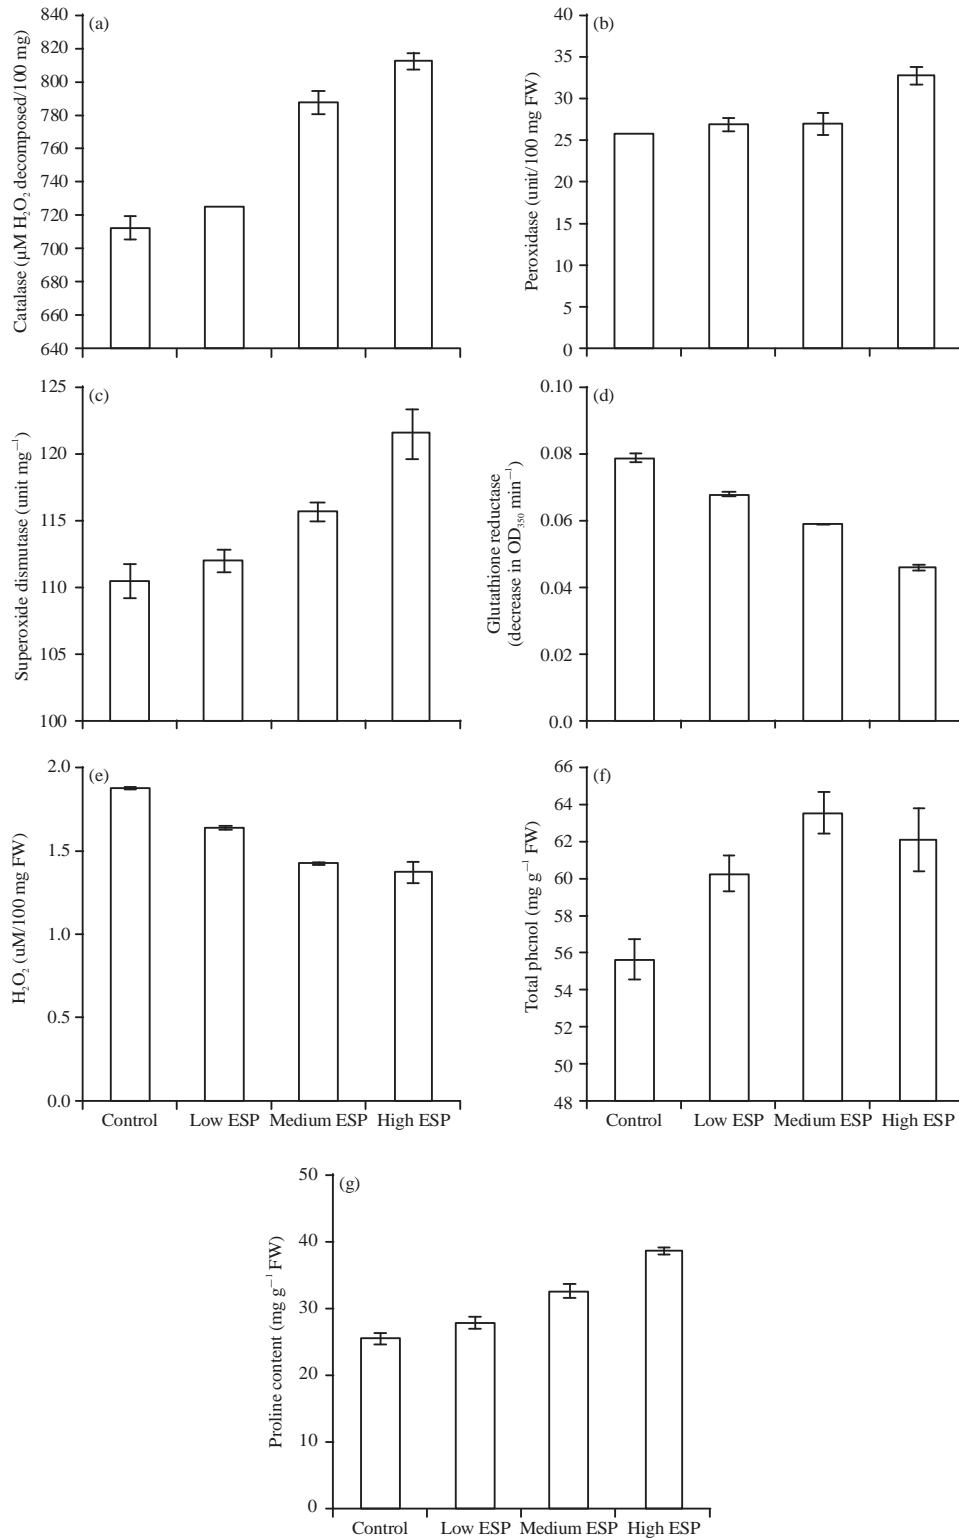 (a)
840
820
800
780
760
740
720
700
680
660
640
Catalase (µM H₂O₂ decomposed/100 mg)
(b)
40
35
30
25
20
15
10
5
0
Peroxidase (unit/100 mg FW)
(c)
125
120
115
110
105
100
Superoxide dismutase (unit mg⁻¹)
(d)
0.10
0.08
0.06
0.04
0.02
0.0
Glutathione reductase
(decrease in OD₃₅₀ min⁻¹)
(e)
2.0
1.5
1.0
0.5
0.0
H₂O₂ (uM/100 mg FW)
Control Low ESP Medium ESP High ESP
(f)
66
64
62
60
58
56
54
52
50
48
Total phcnol (mg g⁻¹ FW)
Control Low ESP Medium ESP High ESP
(g)
50
40
30
20
10
0
Proline content (mg g⁻¹ FW)
Control Low ESP Medium ESP High ESP